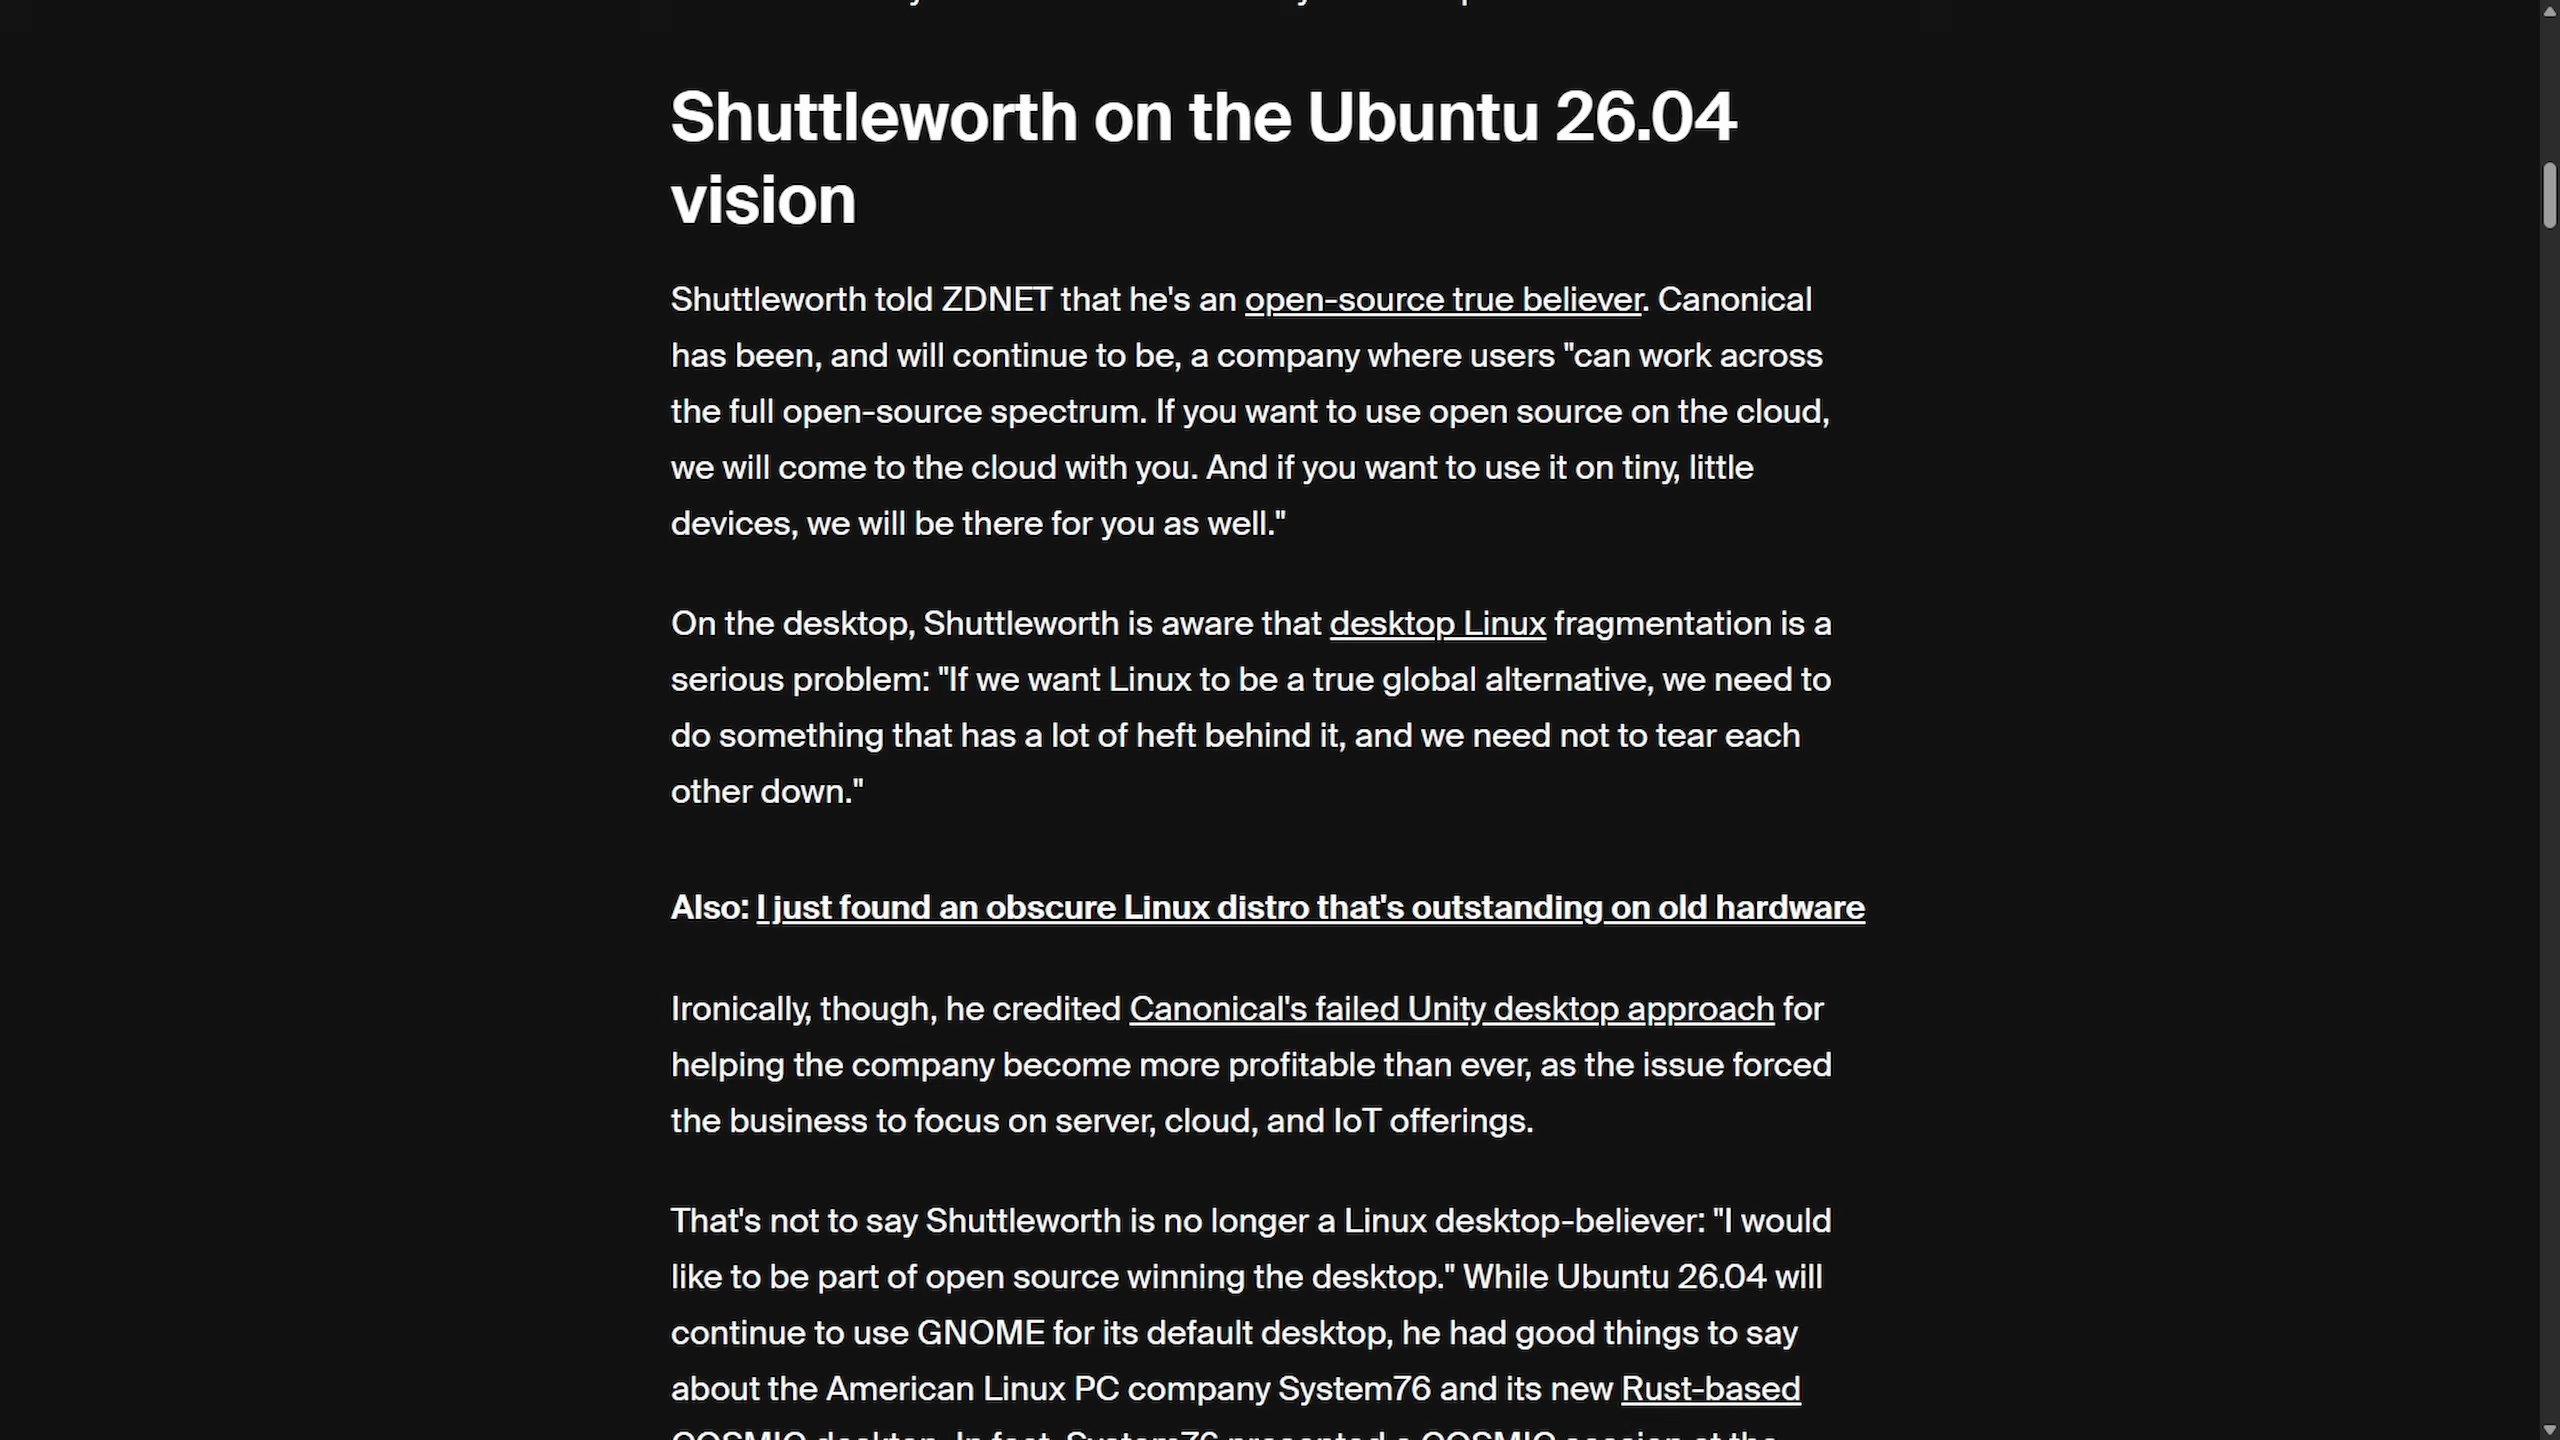 Shuttleworth on the Ubuntu 26.04
vision
Shuttleworth told ZDNET that he's an open-source true believer. Canonical
has been, and will continue to be, a company where users "can work across
the full open-source spectrum. If you want to use open source on the cloud,
we will come to the cloud with you. And if you want to use it on tiny, little
devices, we will be there for you as well."
On the desktop, Shuttleworth is aware that desktop Linux fragmentation is a
serious problem: "If we want Linux to be a true global alternative, we need to
do something that has a lot of heft behind it, and we need not to tear each
other down."
Also: I just found an obscure Linux distro that's outstanding on old hardware
Ironically, though, he credited Canonical's failed Unity desktop approach for
helping the company become more profitable than ever, as the issue forced
the business to focus on server, cloud, and IoT offerings.
That's not to say Shuttleworth is no longer a Linux desktop-believer: "I would
like to be part of open source winning the desktop." While Ubuntu 26.04 will
continue to use GNOME for its default desktop, he had good things to say
about the American Linux PC company System76 and its new Rust-based
COSMIC desktop. In fact, System76 presented a COSMIC session at the